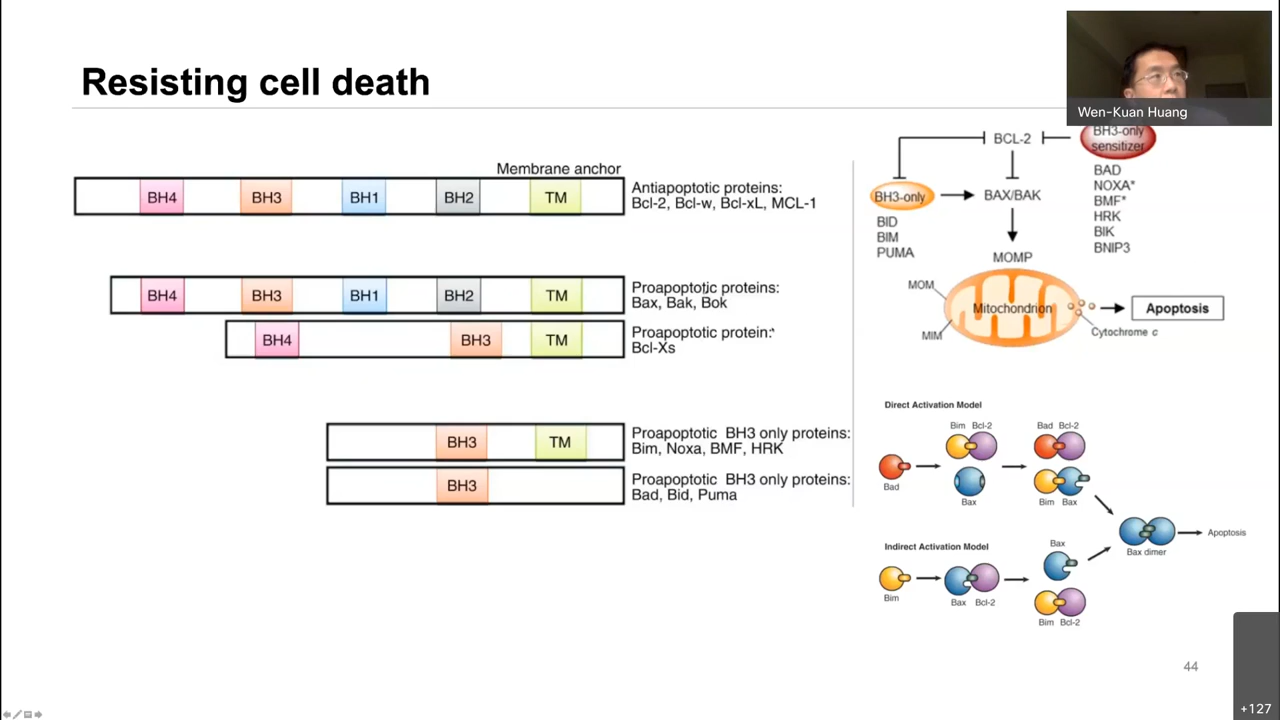 Resisting cell death
Wen-Kuan Huang
Membrane anchor
BH4 BH3 BH1 BH2 TM
Antiapoptotic proteins:
Bcl-2, Bcl-w, Bcl-xL, MCL-1
BH4 BH3 BH1 BH2 TM
Proapoptotic proteins:
Bax, Bak, Bok
BH4 BH3 TM
Proapoptotic protein:*
Bcl-Xs
BH3 TM
Proapoptotic BH3 only proteins:
Bim, Noxa, BMF, HRK
BH3
Proapoptotic BH3 only proteins:
Bad, Bid, Puma
BCL-2
BH3-only
sensitizer
BAD
NOXA*
BMF*
HRK
BIK
BNIP3
BH3-only
BAX/BAK
BID
BIM
PUMA
MOMP
MOM
Mitochondrion
MIM
Cytochrome c
Apoptosis
Direct Activation Model
Bim Bcl-2
Bad Bcl-2
Bad
Bax
Bim Bax
Bax dimer
Apoptosis
Indirect Activation Model
Bax
Bim
Bax Bcl-2
Bim Bcl-2
44
+127